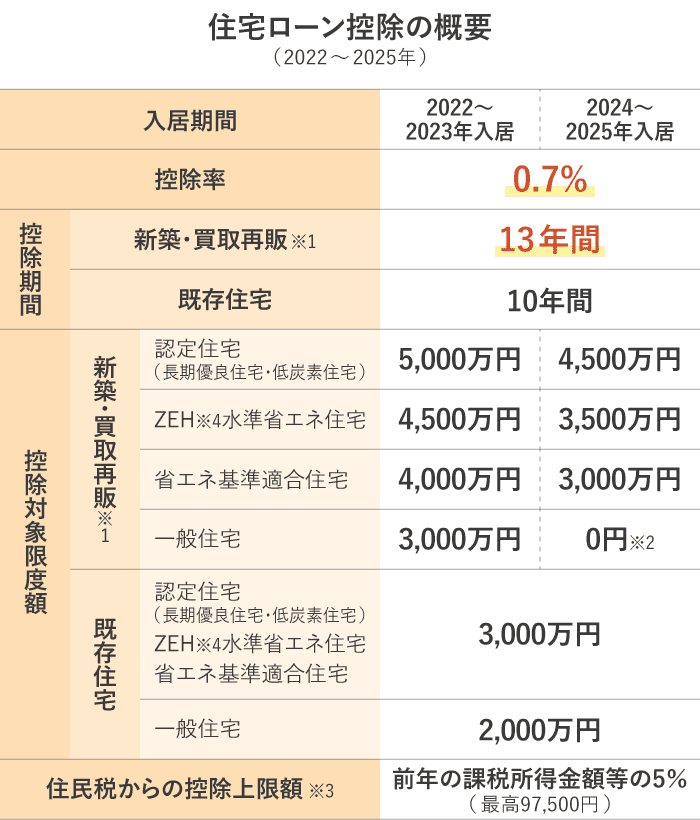 住宅ローン控除の概要
（2022〜2025年）
入居期間
2022〜
2023年入居
2024〜
2025年入居
控除率
0.7%
控除期間
新築・買取再販※1
13年間
既存住宅
10年間
控除対象限度額
新築・買取再販※1
認定住宅
（長期優良住宅・低炭素住宅）
5,000万円
4,500万円
ZEH※4水準省エネ住宅
4,500万円
3,500万円
省エネ基準適合住宅
4,000万円
3,000万円
一般住宅
3,000万円
0円※2
既存住宅
認定住宅
（長期優良住宅・低炭素住宅）
ZEH※4水準省エネ住宅
省エネ基準適合住宅
3,000万円
一般住宅
2,000万円
住民税からの控除上限額 ※3
前年の課税所得金額等の5%
（最高97,500円）